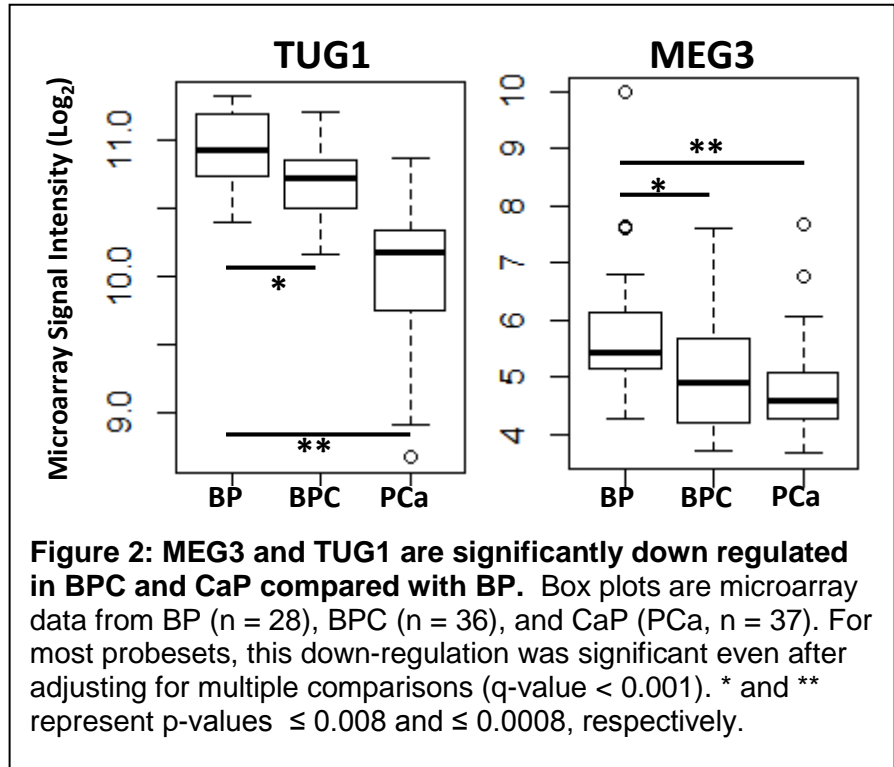 TUG1
MEG3
Microarray Signal Intensity (Log₂)
11.0
10.0
9.0
*
**
BP BPC PCa
10
9
8
7
6
5
4
**
*
BP BPC PCa
Figure 2: MEG3 and TUG1 are significantly down regulated
in BPC and CaP compared with BP. Box plots are microarray
data from BP (n = 28), BPC (n = 36), and CaP (PCa, n = 37). For
most probesets, this down-regulation was significant even after
adjusting for multiple comparisons (q-value < 0.001). * and **
represent p-values ≤ 0.008 and ≤ 0.0008, respectively.